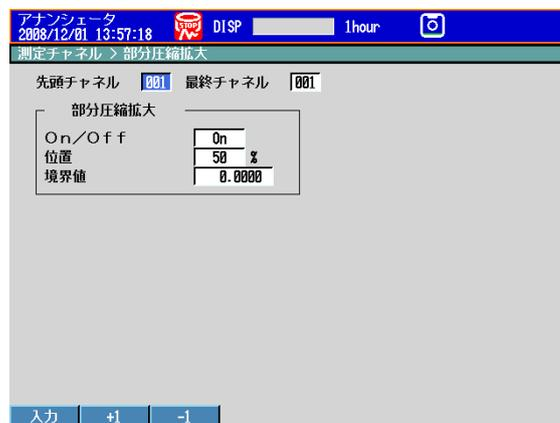 アナンシェータ
2008/12/01 13:57:18 STOP DISP 1hour
測定チャネル > 部分圧縮拡大
先頭チャネル 001 最終チャネル 001
部分圧縮拡大
On/Off On
位置 50 %
境界値 0.0000
入力 +1 -1